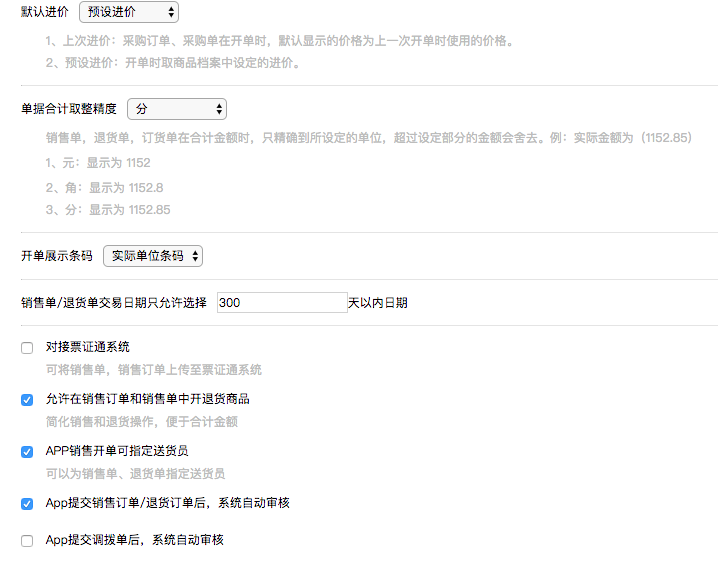 默认进价 预设进价
1、上次进价：采购订单、采购单在开单时，默认显示的价格为上一次开单时使用的价格。
2、预设进价：开单时取商品档案中设定的进价。
单据合计取整精度 分
销售单，退货单，订货单在合计金额时，只精确到所设定的单位，超过设定部分的金额会舍去。例：实际金额为（1152.85）
1、元：显示为 1152
2、角：显示为 1152.8
3、分：显示为 1152.85
开单展示条码 实际单位条码
销售单/退货单交易日期只允许选择 300 天以内日期
对接票证通系统
可将销售单，销售订单上传至票证通系统
允许在销售订单和销售单中开退货商品
简化销售和退货操作，便于合计金额
APP销售开单可指定送货员
可以为销售单、退货单指定送货员
App提交销售订单/退货订单后，系统自动审核
App提交调拨单后，系统自动审核